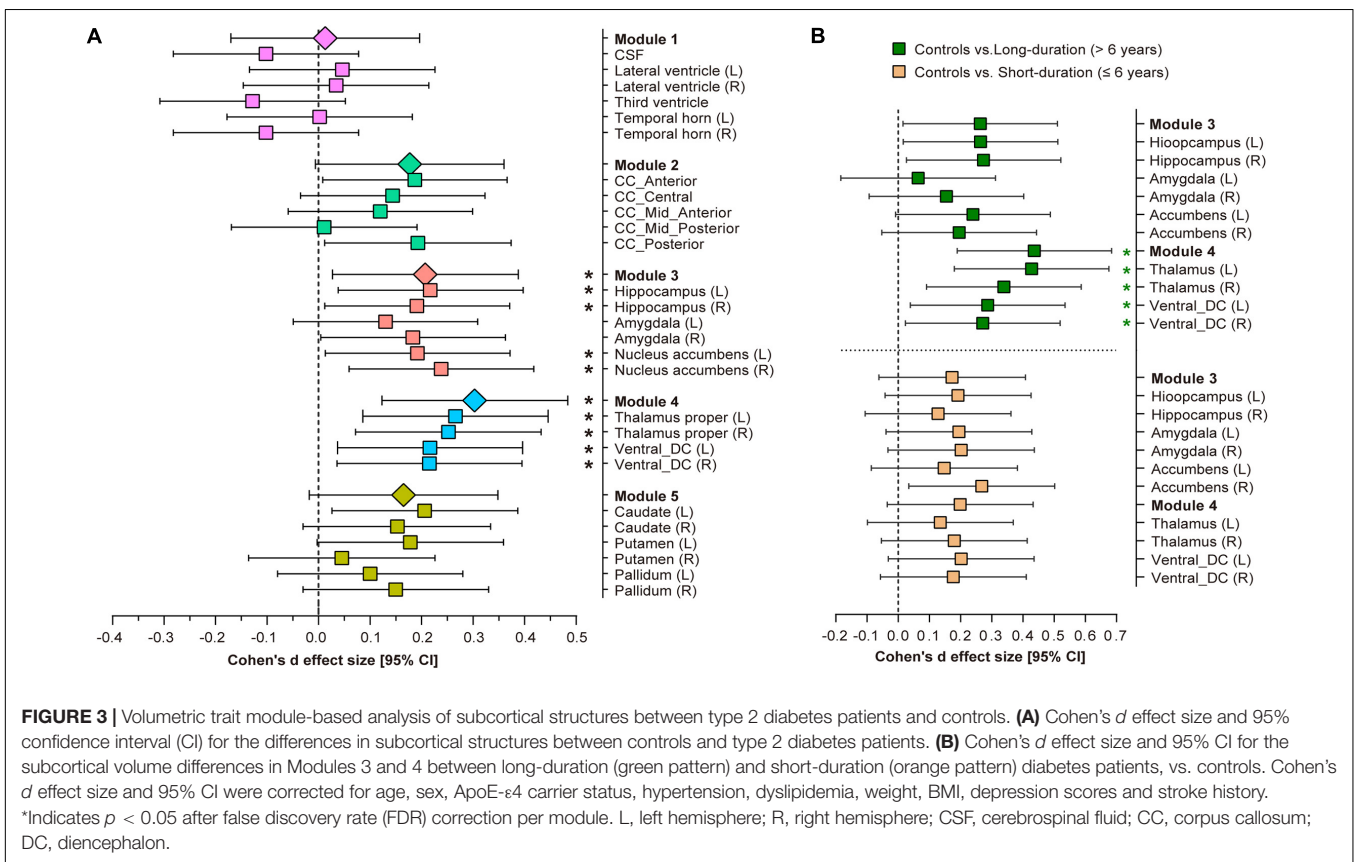 A
Module 1
CSF
Lateral ventricle (L)
Lateral ventricle (R)
Third ventricle
Temporal horn (L)
Temporal horn (R)
Module 2
CC_Anterior
CC_Central
CC_Mid_Anterior
CC_Mid_Posterior
CC_Posterior
* Module 3
* Hippocampus (L)
* Hippocampus (R)
Amygdala (L)
Amygdala (R)
* Nucleus accumbens (L)
* Nucleus accumbens (R)
* Module 4
* Thalamus proper (L)
* Thalamus proper (R)
* Ventral_DC (L)
* Ventral_DC (R)
Module 5
Caudate (L)
Caudate (R)
Putamen (L)
Putamen (R)
Pallidum (L)
Pallidum (R)
-0.4 -0.2 -0.1 0.0 0.1 0.2 0.3 0.4 0.5
Cohen's d effect size [95% CI]
B
Controls vs.Long-duration (> 6 years)
Controls vs. Short-duration (≤ 6 years)
Module 3
Hioopcampus (L)
Hippocampus (R)
Amygdala (L)
Amygdala (R)
Accumbens (L)
Accumbens (R)
* Module 4
* Thalamus (L)
* Thalamus (R)
* Ventral_DC (L)
* Ventral_DC (R)
Module 3
Hioopcampus (L)
Hippocampus (R)
Amygdala (L)
Amygdala (R)
Accumbens (L)
Accumbens (R)
Module 4
Thalamus (L)
Thalamus (R)
Ventral_DC (L)
Ventral_DC (R)
-0.2 -0.1 0.0 0.1 0.2 0.3 0.4 0.5 0.6 0.7
Cohen's d effect size [95% CI]
FIGURE 3 | Volumetric trait module-based analysis of subcortical structures between type 2 diabetes patients and controls. (A) Cohen's d effect size and 95%
confidence interval (CI) for the differences in subcortical structures between controls and type 2 diabetes patients. (B) Cohen's d effect size and 95% CI for the
subcortical volume differences in Modules 3 and 4 between long-duration (green pattern) and short-duration (orange pattern) diabetes patients, vs. controls. Cohen's
d effect size and 95% CI were corrected for age, sex, ApoE-ε4 carrier status, hypertension, dyslipidemia, weight, BMI, depression scores and stroke history.
*Indicates p < 0.05 after false discovery rate (FDR) correction per module. L, left hemisphere; R, right hemisphere; CSF, cerebrospinal fluid; CC, corpus callosum;
DC, diencephalon.